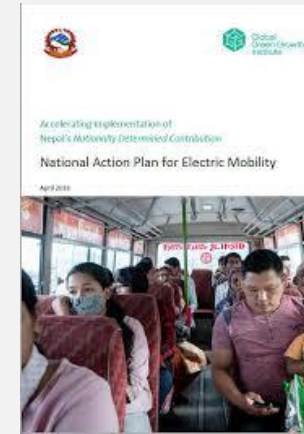 Global
Green Growth
Institute
Accelerating Implementation of
Nepal's Nationally Determined Contribution
National Action Plan for Electric Mobility
April 2018